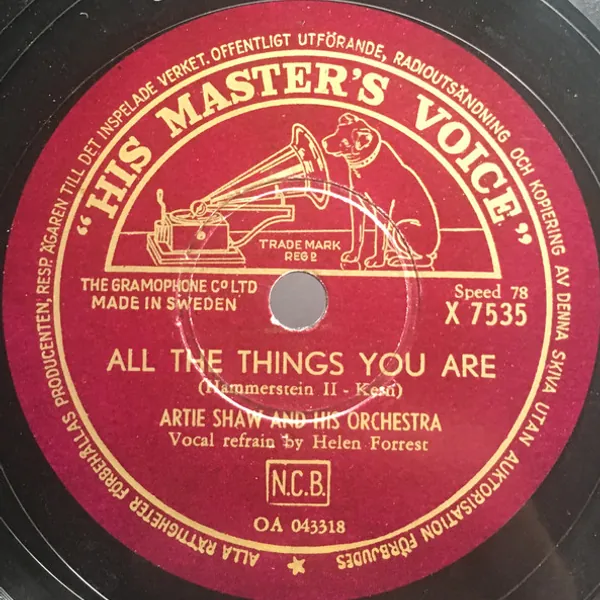 ALLA RÄTTIGHETER FÖRBEHÅLLAS PRODUCENTEN, RESP. ÄGAREN TILL DET INSPELADE VERKET. OFFENTLIGT UTFÖRANDE, RADIOUTSÄNDNING OCH KOPIERING AV DENNA SKIVA UTAN AUKTORISATION FÖRBJUDES
"HIS MASTER'S VOICE"
TRADE MARK
REGD
THE GRAMOPHONE Co LTD
MADE IN SWEDEN
Speed 78
X 7535
ALL THE THINGS YOU ARE
(Hammerstein II - Kern)
ARTIE SHAW AND HIS ORCHESTRA
Vocal refrain by Helen Forrest
N.C.B.
OA 043318